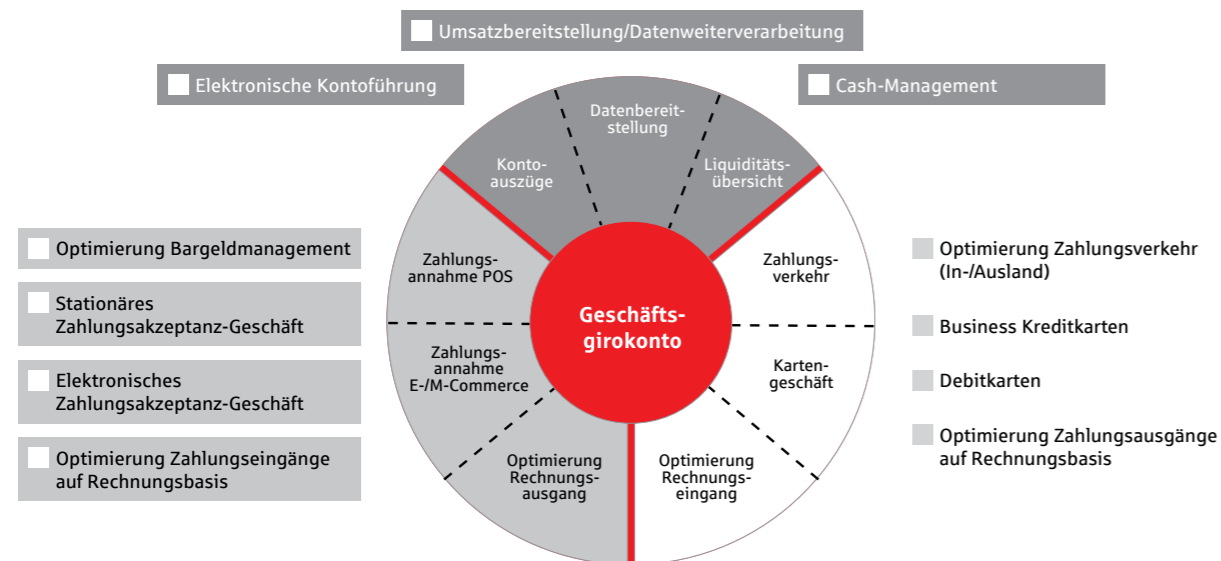 Umsatzbereitstellung/Datenweiterverarbeitung
Elektronische Kontoführung
Cash-Management
Datenbereit-
stellung
Konto-
auszüge
Liquiditäts-
übersicht
Optimierung Bargeldmanagement
Stationäres
Zahlungsakzeptanz-Geschäft
Elektronisches
Zahlungsakzeptanz-Geschäft
Optimierung Zahlungseingänge
auf Rechnungsbasis
Zahlungs-
annahme POS
Zahlungs-
annahme
E-/M-Commerce
Optimierung
Rechnungs-
ausgang
Geschäfts-
girokonto
Zahlungs-
verkehr
Karten-
geschäft
Optimierung
Rechnungs-
eingang
Optimierung Zahlungsverkehr
(In-/Ausland)
Business Kreditkarten
Debitkarten
Optimierung Zahlungsausgänge
auf Rechnungsbasis